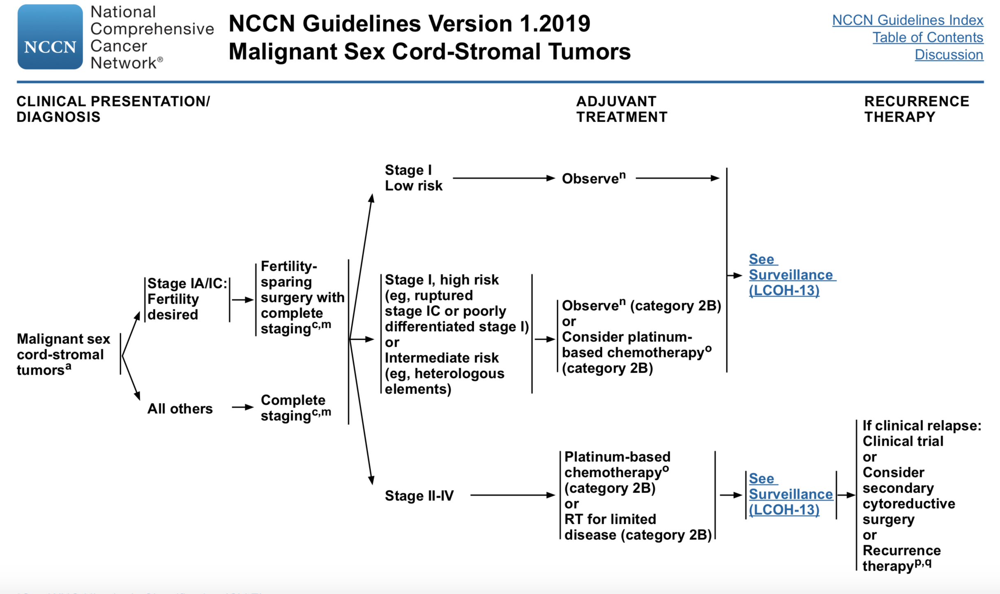 NCCN
National
Comprehensive
Cancer
Network®
NCCN Guidelines Version 1.2019
Malignant Sex Cord-Stromal Tumors
NCCN Guidelines Index
Table of Contents
Discussion
CLINICAL PRESENTATION/
DIAGNOSIS
ADJUVANT
TREATMENT
RECURRENCE
THERAPY
Malignant sex
cord-stromal
tumorsa
Stage IA/IC:
Fertility
desired
All others
Fertility-
sparing
surgery with
complete
stagingc,m
Complete
stagingc,m
Stage I
Low risk
Observen
Stage I, high risk
(eg, ruptured
stage IC or poorly
differentiated stage I)
or
Intermediate risk
(eg, heterologous
elements)
Observen (category 2B)
or
Consider platinum-
based chemotherapyo
(category 2B)
See
Surveillance
(LCOH-13)
Stage II-IV
Platinum-based
chemotherapyo
(category 2B)
or
RT for limited
disease (category 2B)
See
Surveillance
(LCOH-13)
If clinical relapse:
Clinical trial
or
Consider
secondary
cytoreductive
surgery
or
Recurrence
therapyp,q